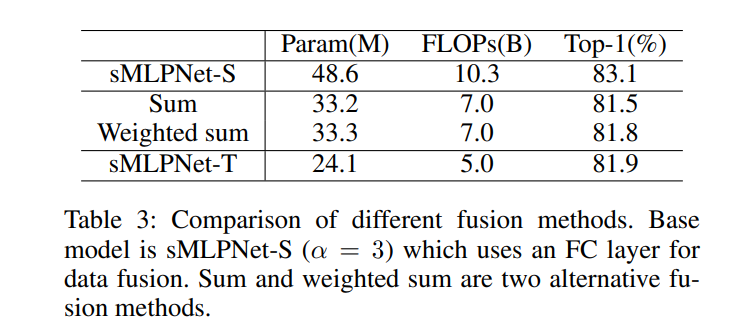 Param(M) FLOPs(B) Top-1(%)
sMLPNet-S 48.6 10.3 83.1
Sum 33.2 7.0 81.5
Weighted sum 33.3 7.0 81.8
sMLPNet-T 24.1 5.0 81.9
Table 3: Comparison of different fusion methods. Base
model is sMLPNet-S (α = 3) which uses an FC layer for
data fusion. Sum and weighted sum are two alternative fu-
sion methods.